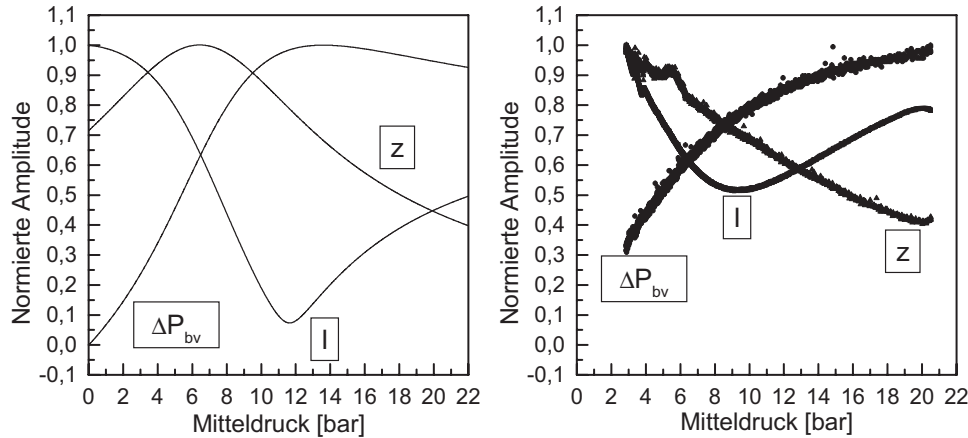 1,1
1,0
0,9
0,8
0,7
0,6
0,5
0,4
0,3
0,2
0,1
0,0
-0,1
Normierte Amplitude
z
ΔP_bv
I
0 2 4 6 8 10 12 14 16 18 20 22
Mitteldruck [bar]
1,1
1,0
0,9
0,8
0,7
0,6
0,5
0,4
0,3
0,2
0,1
0,0
-0,1
Normierte Amplitude
I
z
ΔP_bv
0 2 4 6 8 10 12 14 16 18 20 22
Mitteldruck [bar]